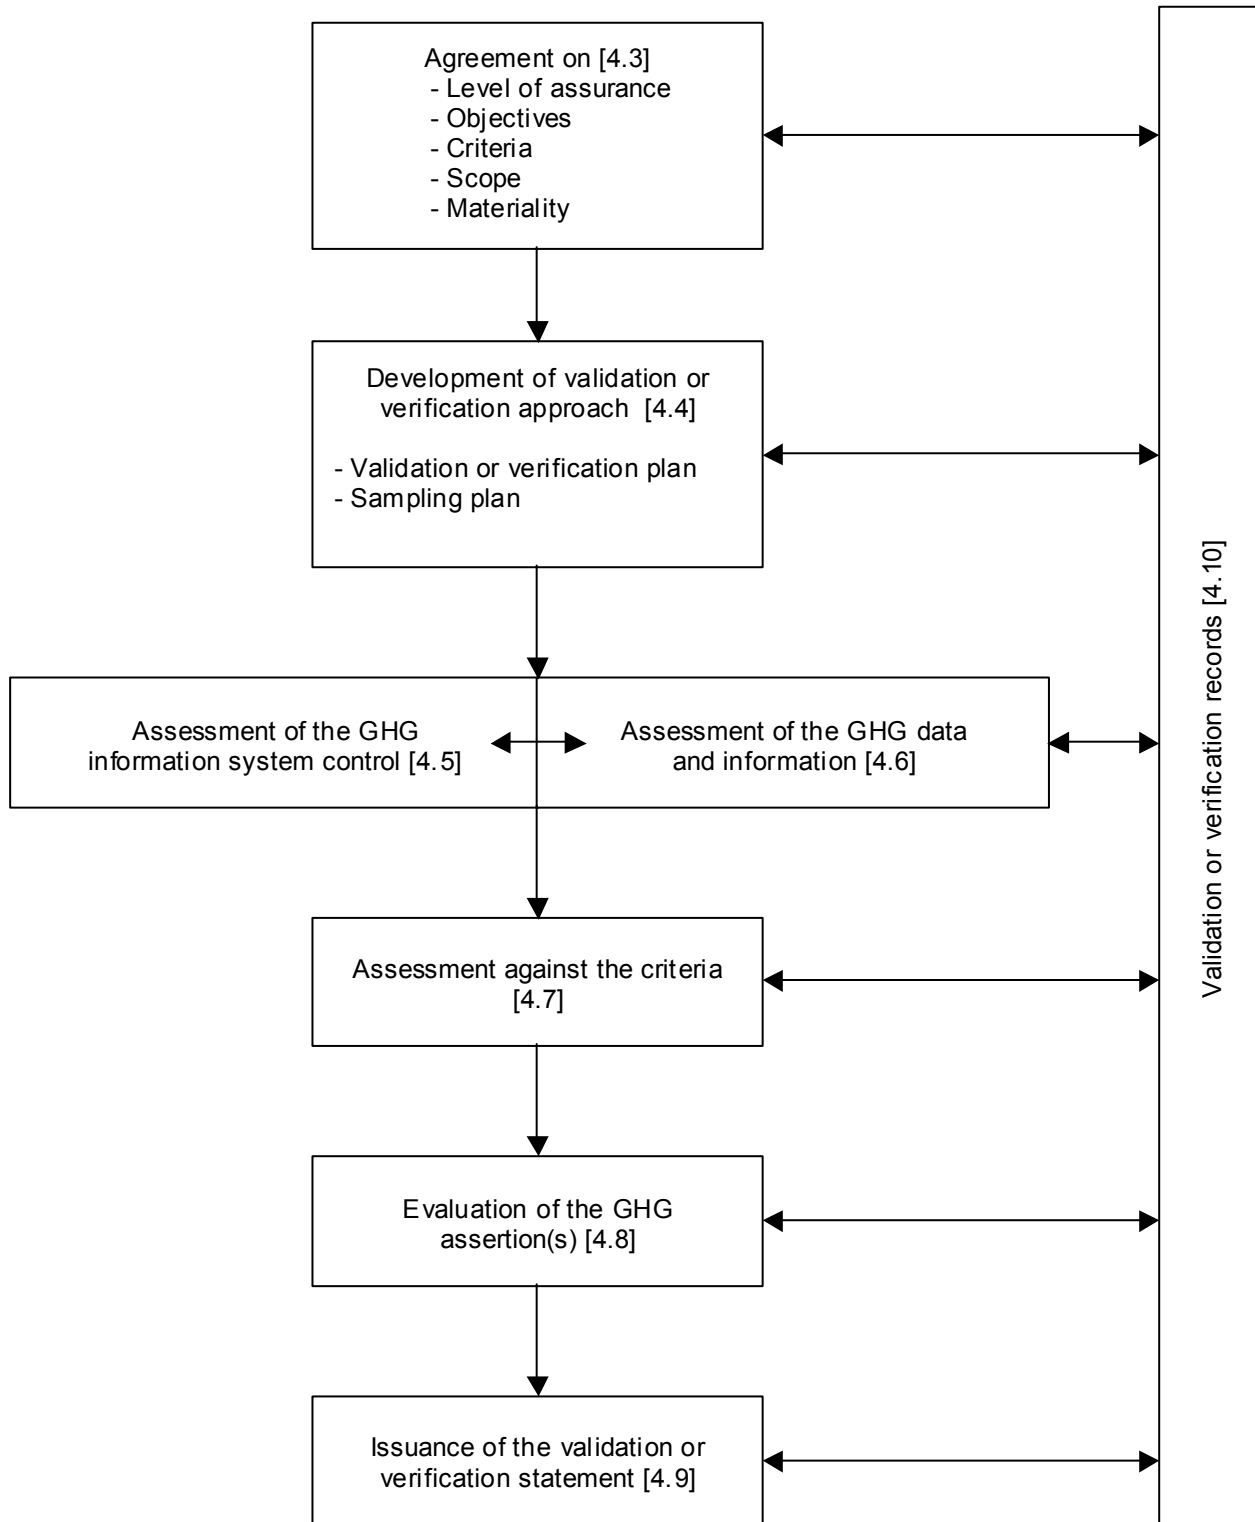 Agreement on [4.3]
- Level of assurance
- Objectives
- Criteria
- Scope
- Materiality
Development of validation or
verification approach [4.4]
- Validation or verification plan
- Sampling plan
Assessment of the GHG
information system control [4.5]
Assessment of the GHG data
and information [4.6]
Assessment against the criteria
[4.7]
Evaluation of the GHG
assertion(s) [4.8]
Issuance of the validation or
verification statement [4.9]
Validation or verification records [4.10]